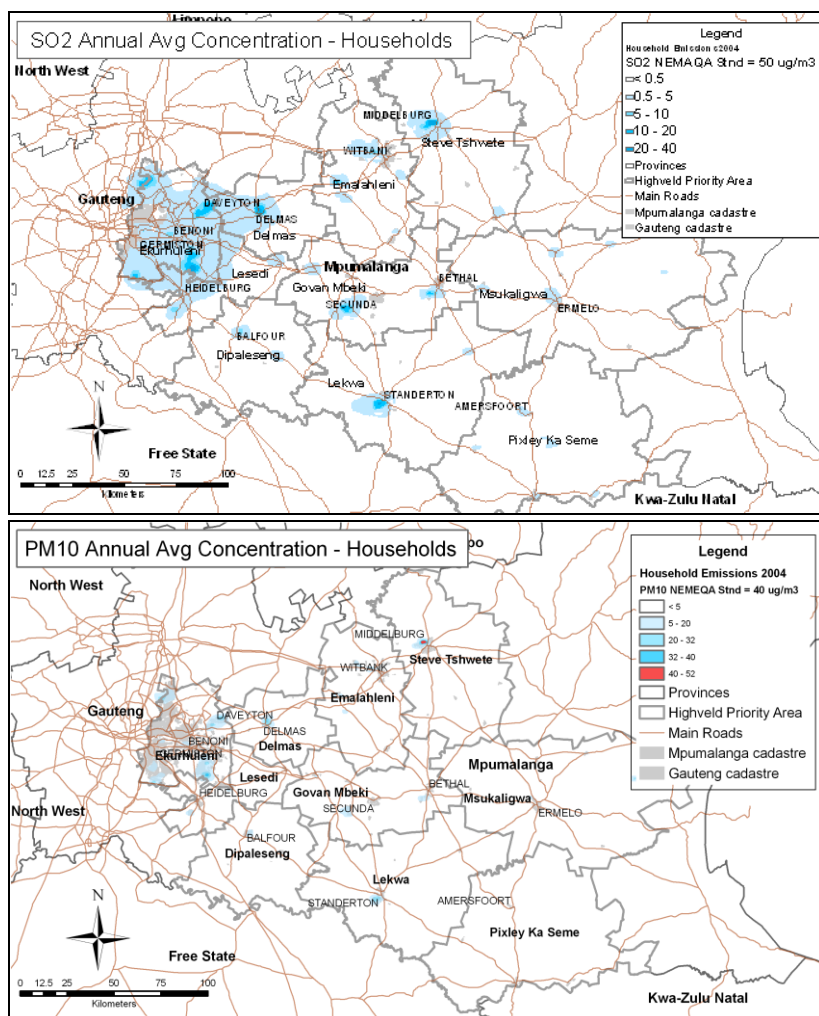 Limpopo
SO2 Annual Avg Concentration - Households
North West
Legend
Household Emissions2004
SO2 NEMAQA Stnd = 50 ug/m3
< 0.5
0.5 - 5
5 - 10
10 - 20
20 - 40
Provinces
Highveld Priority Area
Main Roads
Mpumalanga cadastre
Gauteng cadastre
MIDDELBURG
Steve Tshwete
WITBANK
Emalahleni
Gauteng
DAVEYTON
DELMAS
Delmas
BENONI
GERMISTON
Ekurhuleni
Lesedi
Mpumalanga
HEIDELBURG
Govan Mbeki
BETHAL
Msukaligwa
SECUNDA
ERMELO
BALFOUR
Dipaleseng
Lekwa
STANDERTON
AMERSFOORT
Pixley Ka Seme
N
Free State
0 12.5 25 50 75 100
Kilometers
Kwa-Zulu Natal
PM10 Annual Avg Concentration - Households
po
North West
Legend
Household Emissions 2004
PM10 NEMEQA Stnd = 40 ug/m3
< 5
5 - 20
20 - 32
32 - 40
40 - 52
Provinces
Highveld Priority Area
Main Roads
Mpumalanga cadastre
Gauteng cadastre
MIDDELBURG
Steve Tshwete
WITBANK
Emalahleni
Gauteng
DAVEYTON
DELMAS
BENONI
Delmas
Ekurhuleni
Lesedi
Mpumalanga
HEIDELBURG
Govan Mbeki
BETHAL
Msukaligwa
North West
SECUNDA
ERMELO
BALFOUR
Dipaleseng
Lekwa
STANDERTON
AMERSFOORT
Pixley Ka Seme
N
Free State
0 12.5 25 50 75 100
Kilometers
Kwa-Zulu Natal